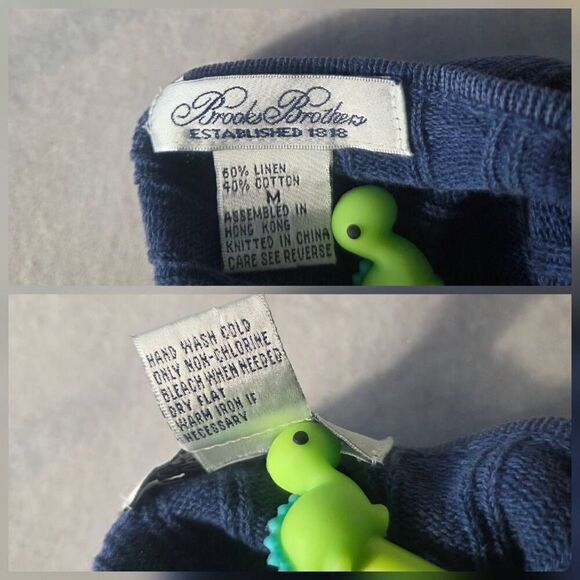 Brooks Brothers
ESTABLISHED 1818
60% LINEN
40% COTTON
M
ASSEMBLED IN
HONG KONG
KNITTED IN CHINA
CARE SEE REVERSE
HAND WASH COLD
ONLY NON-CHLORINE
BLEACH WHEN NEEDED
DRY FLAT
WARM IRON IF
NECESSARY